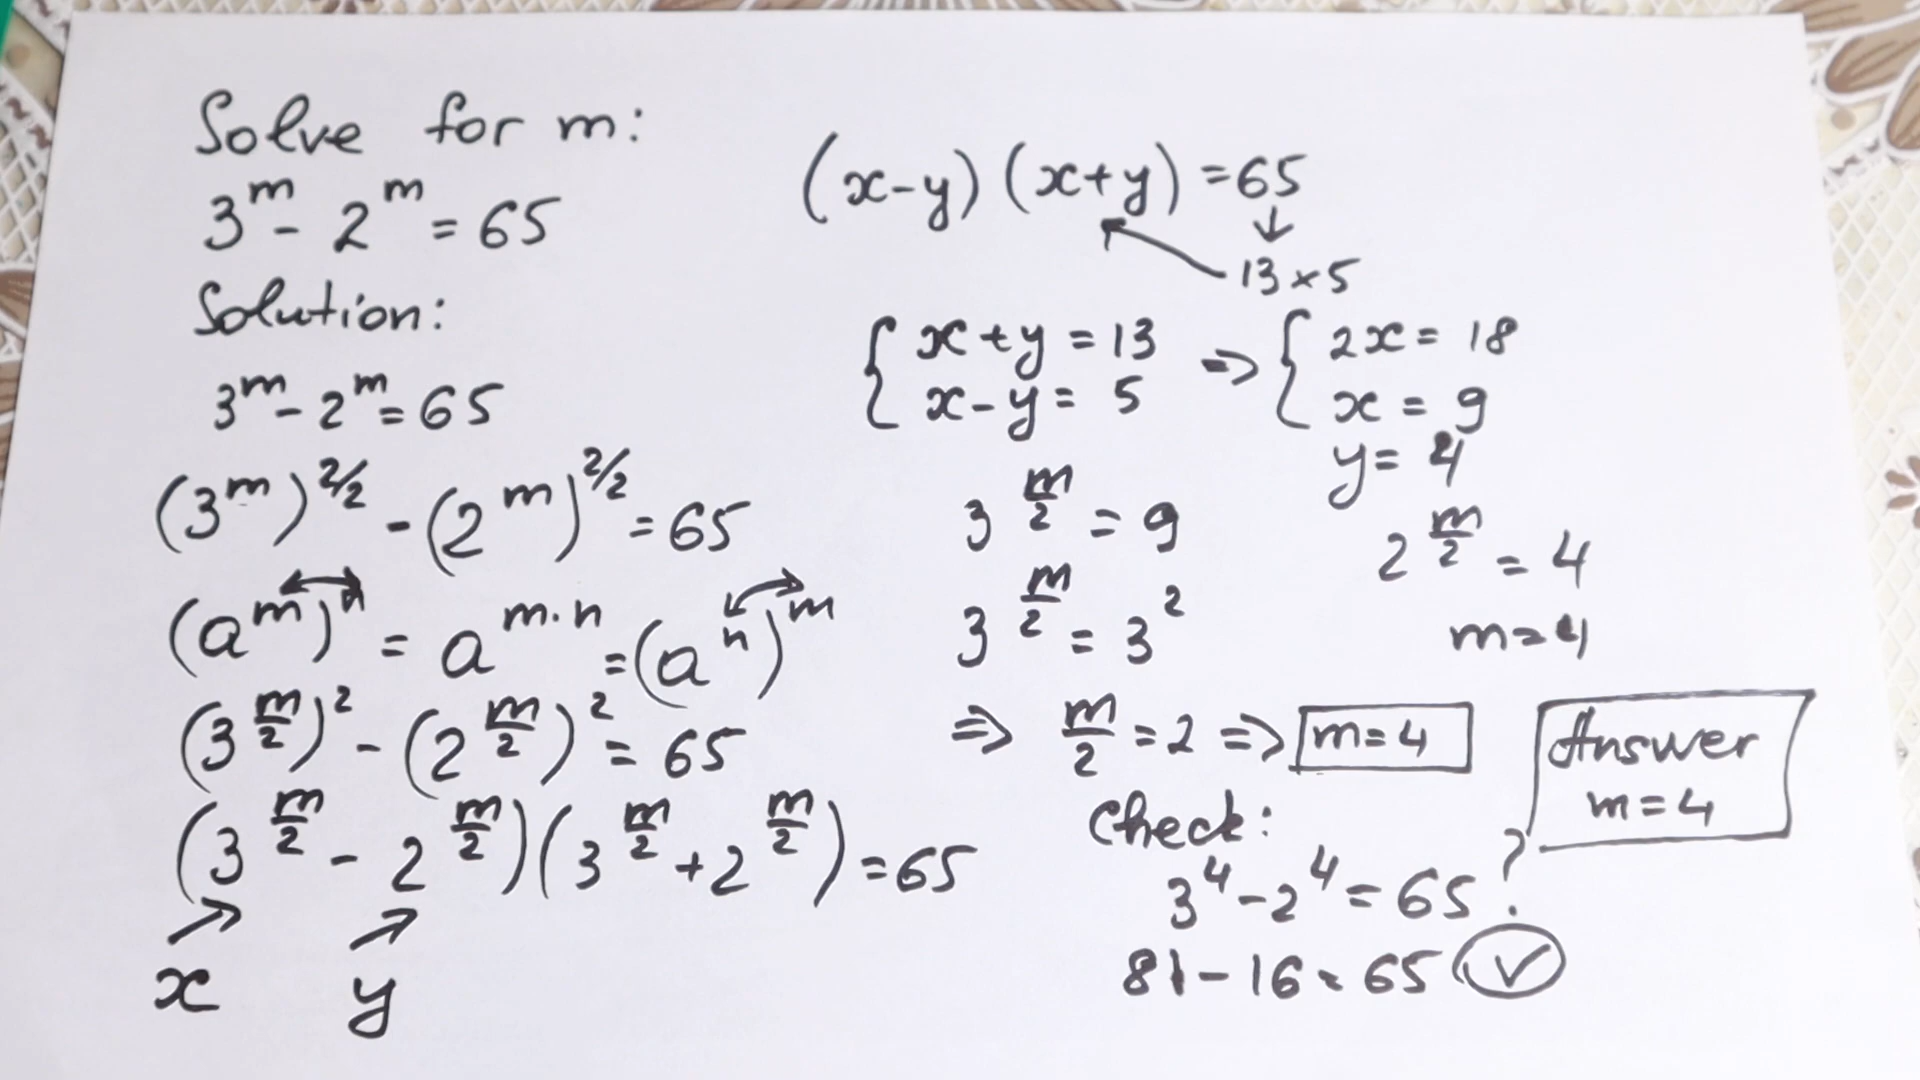 Solve for m:
3^m - 2^m = 65
Solution:
3^m - 2^m = 65
(3^m)^2/2 - (2^m)^2/2 = 65
(a^m)^n = a^m·n = (a^n)^m
(3^m/2)^2 - (2^m/2)^2 = 65
(3^m/2 - 2^m/2)(3^m/2 + 2^m/2) = 65
x y
(x-y)(x+y) = 65
13 × 5
{ x+y = 13 => { 2x = 18
x-y = 5 x = 9
y = 4
3^m/2 = 9
2^m/2 = 4
3^m/2 = 3^2
m=4
=> m/2 = 2 => m=4
Answer
m=4
Check:
3^4 - 2^4 = 65 ?
81 - 16 = 65 ✓